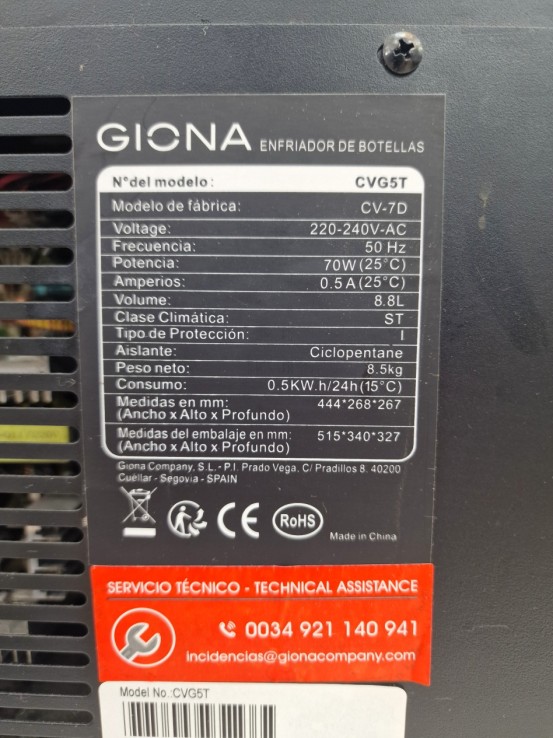 GIONA ENFRIADOR DE BOTELLAS
N°del modelo: CVG5T
Modelo de fábrica: CV-7D
Voltage: 220-240V-AC
Frecuencia: 50 Hz
Potencia: 70W(25°C)
Amperios: 0.5A(25°C)
Volume: 8.8L
Clase Climática: ST
Tipo de Protección: I
Aislante: Ciclopentane
Peso neto: 8.5kg
Consumo: 0.5KW.h/24h(15°C)
Medidas en mm: 444*268*267
(Ancho x Alto x Profundo)
Medidas del embalaje en mm: 515*340*327
(Ancho x Alto x Profundo)
Giona Company, S.L.- P.I. Prado Vega. C/ Pradillos 8. 40200
Cuéllar - Segovia - SPAIN
CE RoHS Made in China
SERVICIO TÉCNICO - TECHNICAL ASSISTANCE
0034 921 140 941
incidencias@gionacompany.com
Model No.:CVG5T